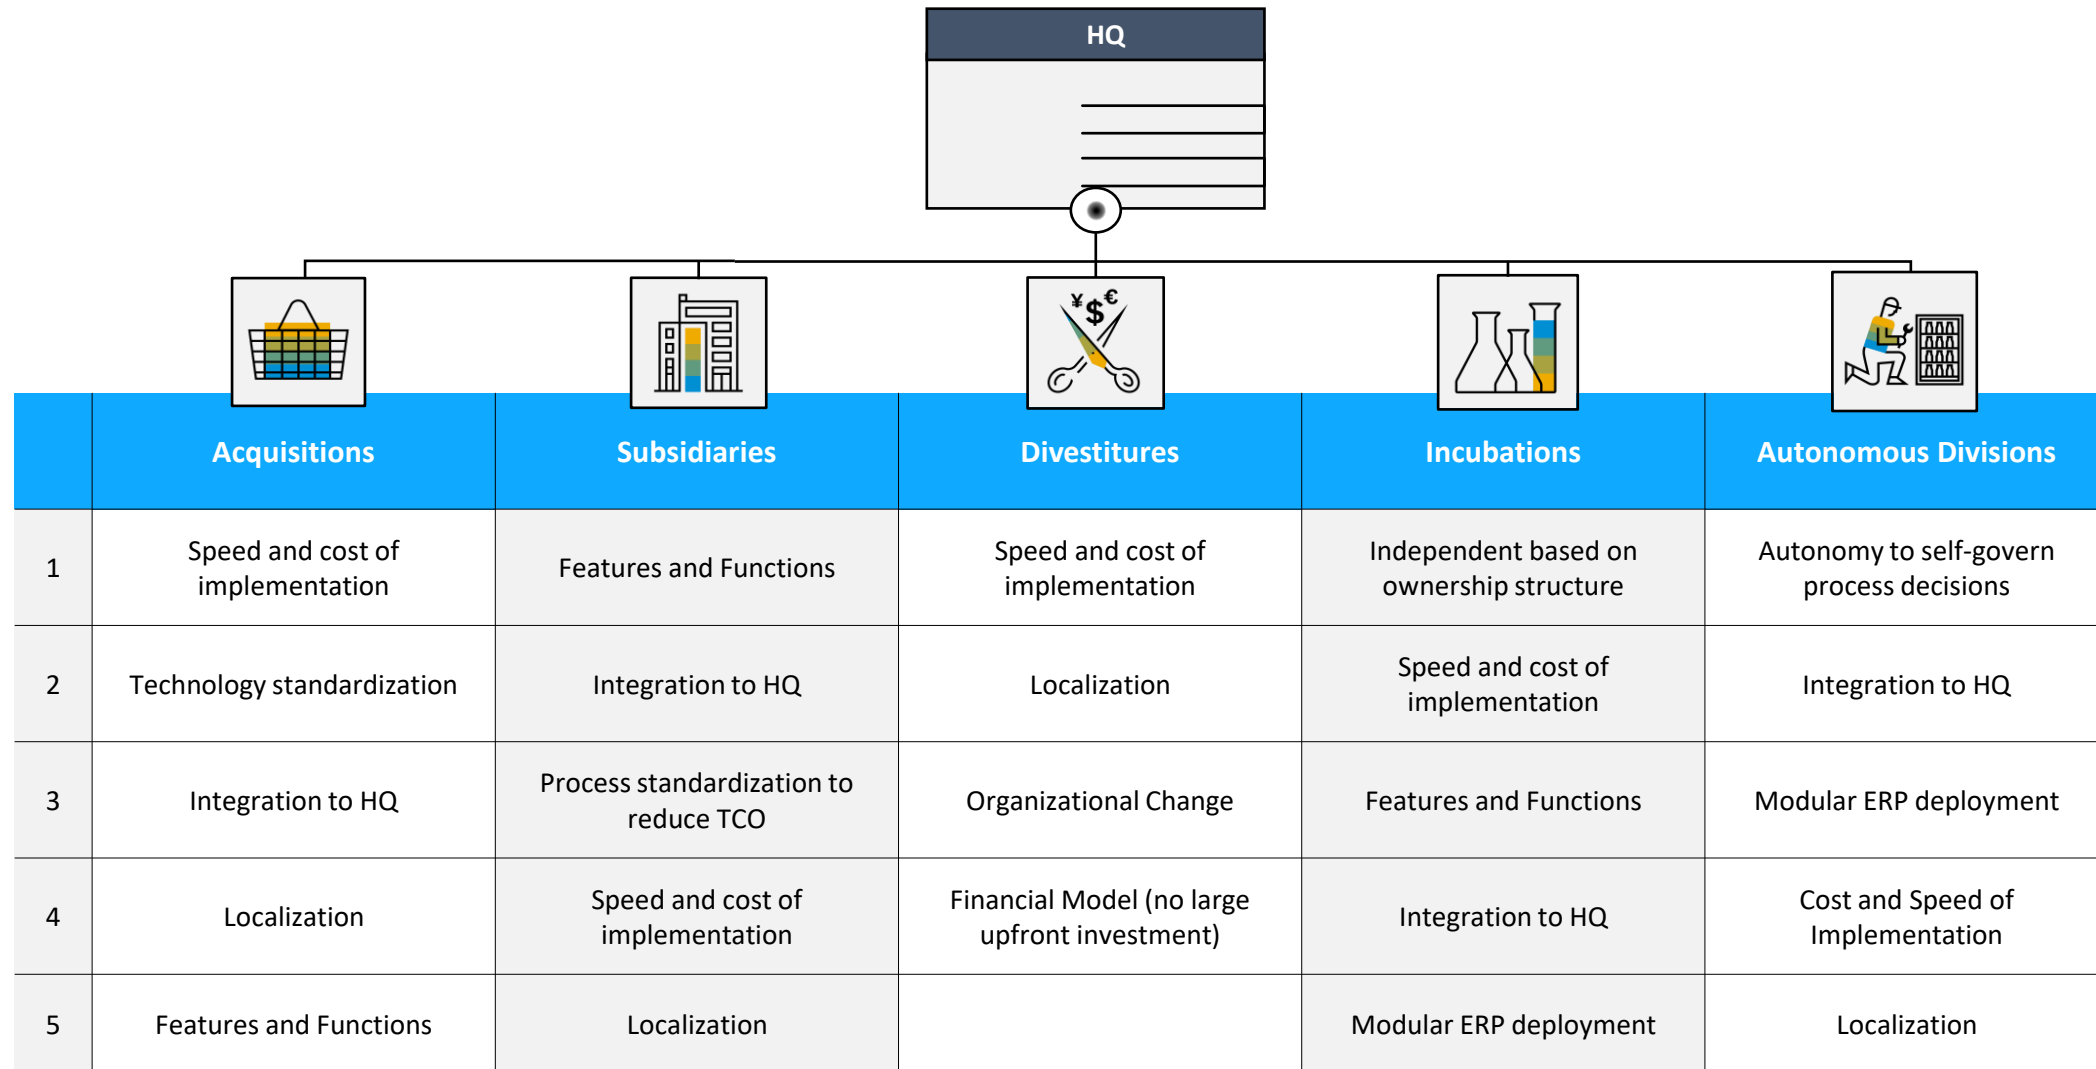 HQ
¥$€
Acquisitions
Subsidiaries
Divestitures
Incubations
Autonomous Divisions
1
Speed and cost of
implementation
Features and Functions
Speed and cost of
implementation
Independent based on
ownership structure
Autonomy to self-govern
process decisions
2
Technology standardization
Integration to HQ
Localization
Speed and cost of
implementation
Integration to HQ
3
Integration to HQ
Process standardization to
reduce TCO
Organizational Change
Features and Functions
Modular ERP deployment
4
Localization
Speed and cost of
implementation
Financial Model (no large
upfront investment)
Integration to HQ
Cost and Speed of
Implementation
5
Features and Functions
Localization
Modular ERP deployment
Localization